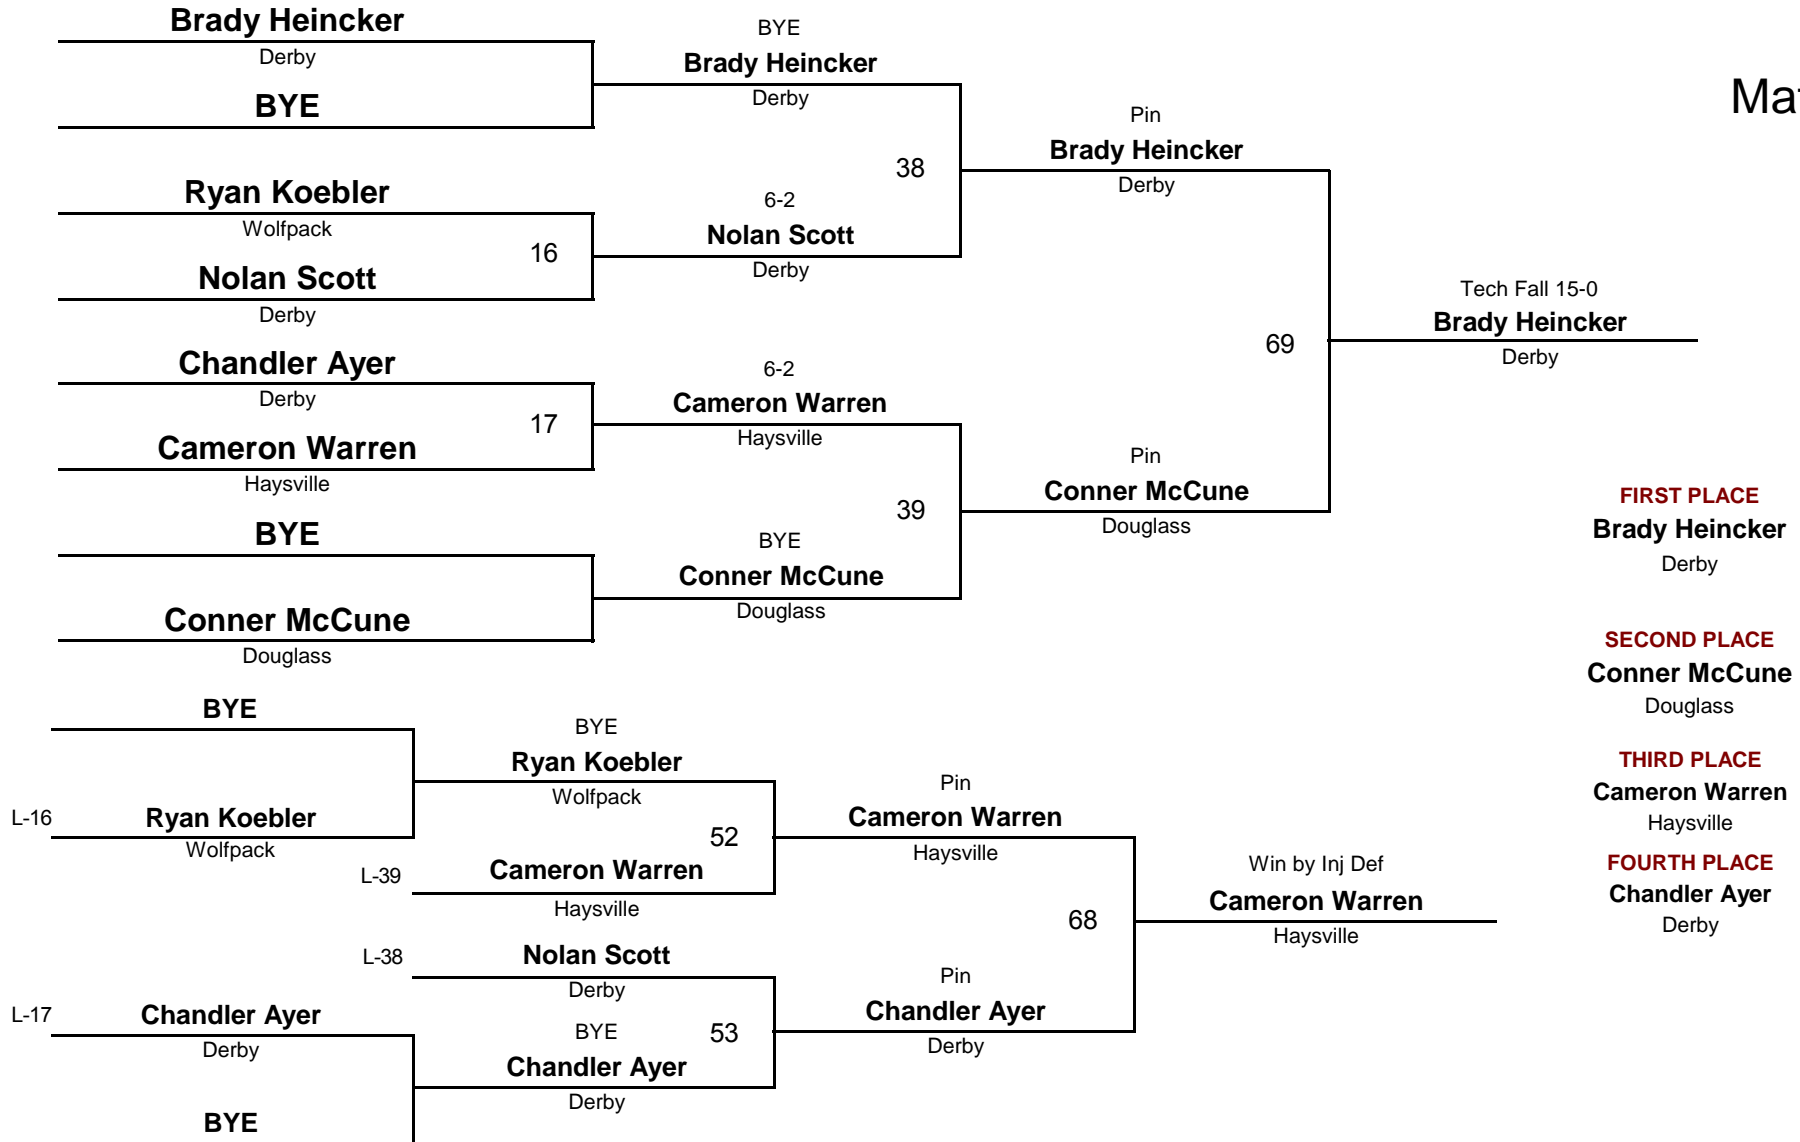 Brady Heincker
Derby
BYE
Ryan Koebler
Wolfpack
16
Nolan Scott
Derby
Chandler Ayer
Derby
17
Cameron Warren
Haysville
BYE
Conner McCune
Douglass
BYE
Brady Heincker
Derby
38
6-2
Nolan Scott
Derby
6-2
Cameron Warren
Haysville
39
BYE
Conner McCune
Douglass
Pin
Brady Heincker
Derby
69
Pin
Conner McCune
Douglass
Tech Fall 15-0
Brady Heincker
Derby
FIRST PLACE
Brady Heincker
Derby
SECOND PLACE
Conner McCune
Douglass
THIRD PLACE
Cameron Warren
Haysville
FOURTH PLACE
Chandler Ayer
Derby
BYE
L-16
Ryan Koebler
Wolfpack
L-17
Chandler Ayer
Derby
BYE
BYE
Ryan Koebler
Wolfpack
52
L-39
Cameron Warren
Haysville
L-38
Nolan Scott
Derby
53
BYE
Chandler Ayer
Derby
Pin
Cameron Warren
Haysville
68
Pin
Chandler Ayer
Derby
Win by Inj Def
Cameron Warren
Haysville